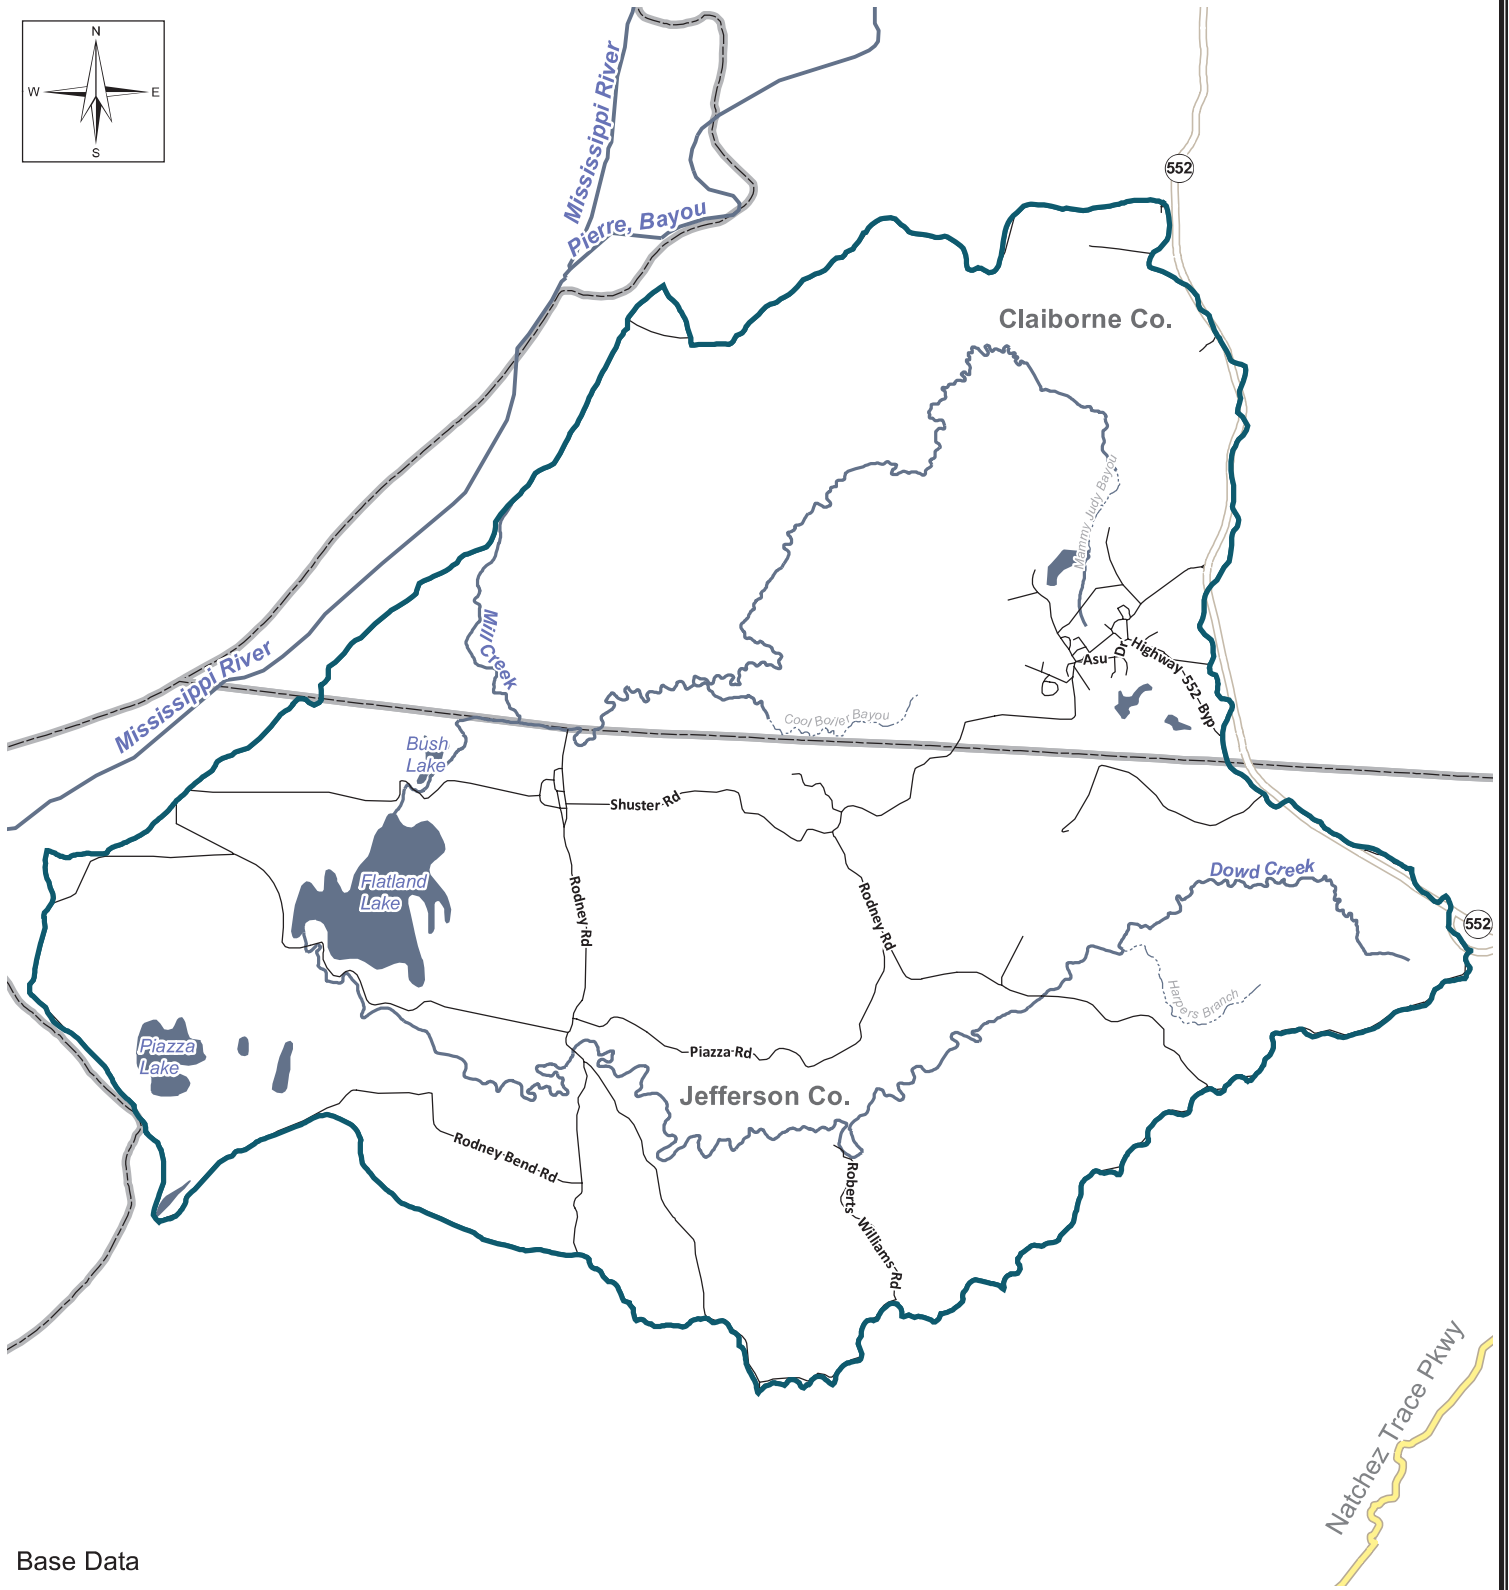 N
W
E
S
Mississippi River
Pierre, Bayou
552
Claiborne Co.
Mammy Judy Bayou
Mill Creek
Asu
Dr
Highway 552 Byp
Mississippi River
Cool Boiler Bayou
Bush
Lake
Shuster Rd
Dowd Creek
Flatland
Lake
Rodney Rd
Rodney Rd
552
Harpers Branch
Piazza
Lake
Piazza Rd
Jefferson Co.
Rodney Bend Rd
Roberts
Williams Rd
Natchez Trace Pkwy
Base Data